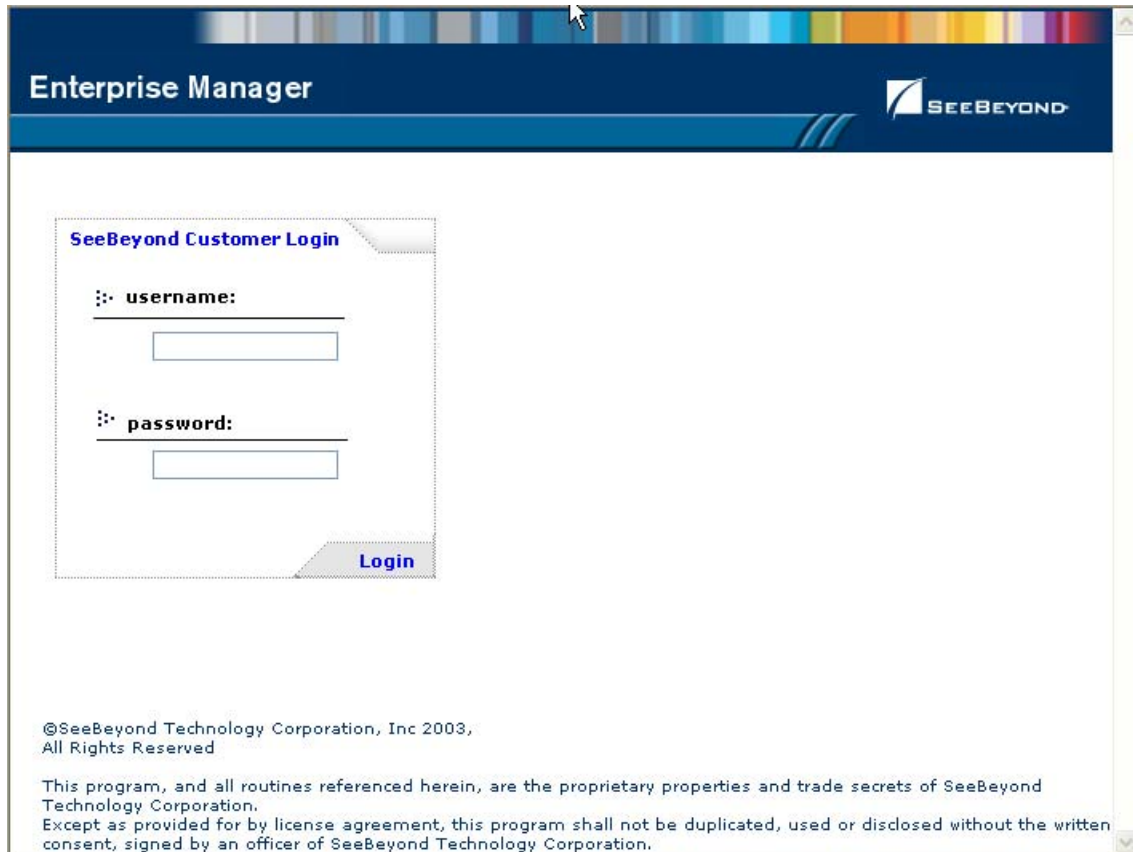 Enterprise Manager
SEEBEYOND
SeeBeyond Customer Login
username:
password:
Login
©SeeBeyond Technology Corporation, Inc 2003,
All Rights Reserved
This program, and all routines referenced herein, are the proprietary properties and trade secrets of SeeBeyond
Technology Corporation.
Except as provided for by license agreement, this program shall not be duplicated, used or disclosed without the written
consent, signed by an officer of SeeBeyond Technology Corporation.